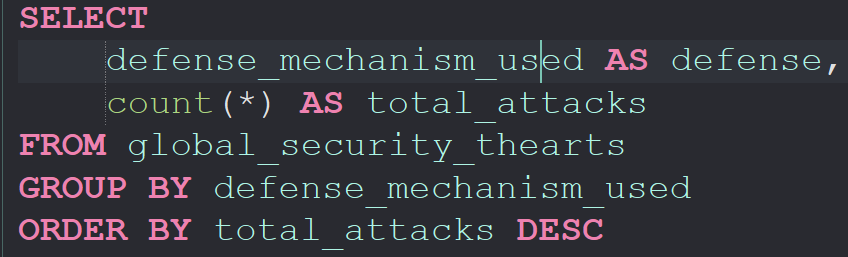 SELECT
defense_mechanism_used AS defense,
count(*) AS total_attacks
FROM global_security_thearts
GROUP BY defense_mechanism_used
ORDER BY total_attacks DESC